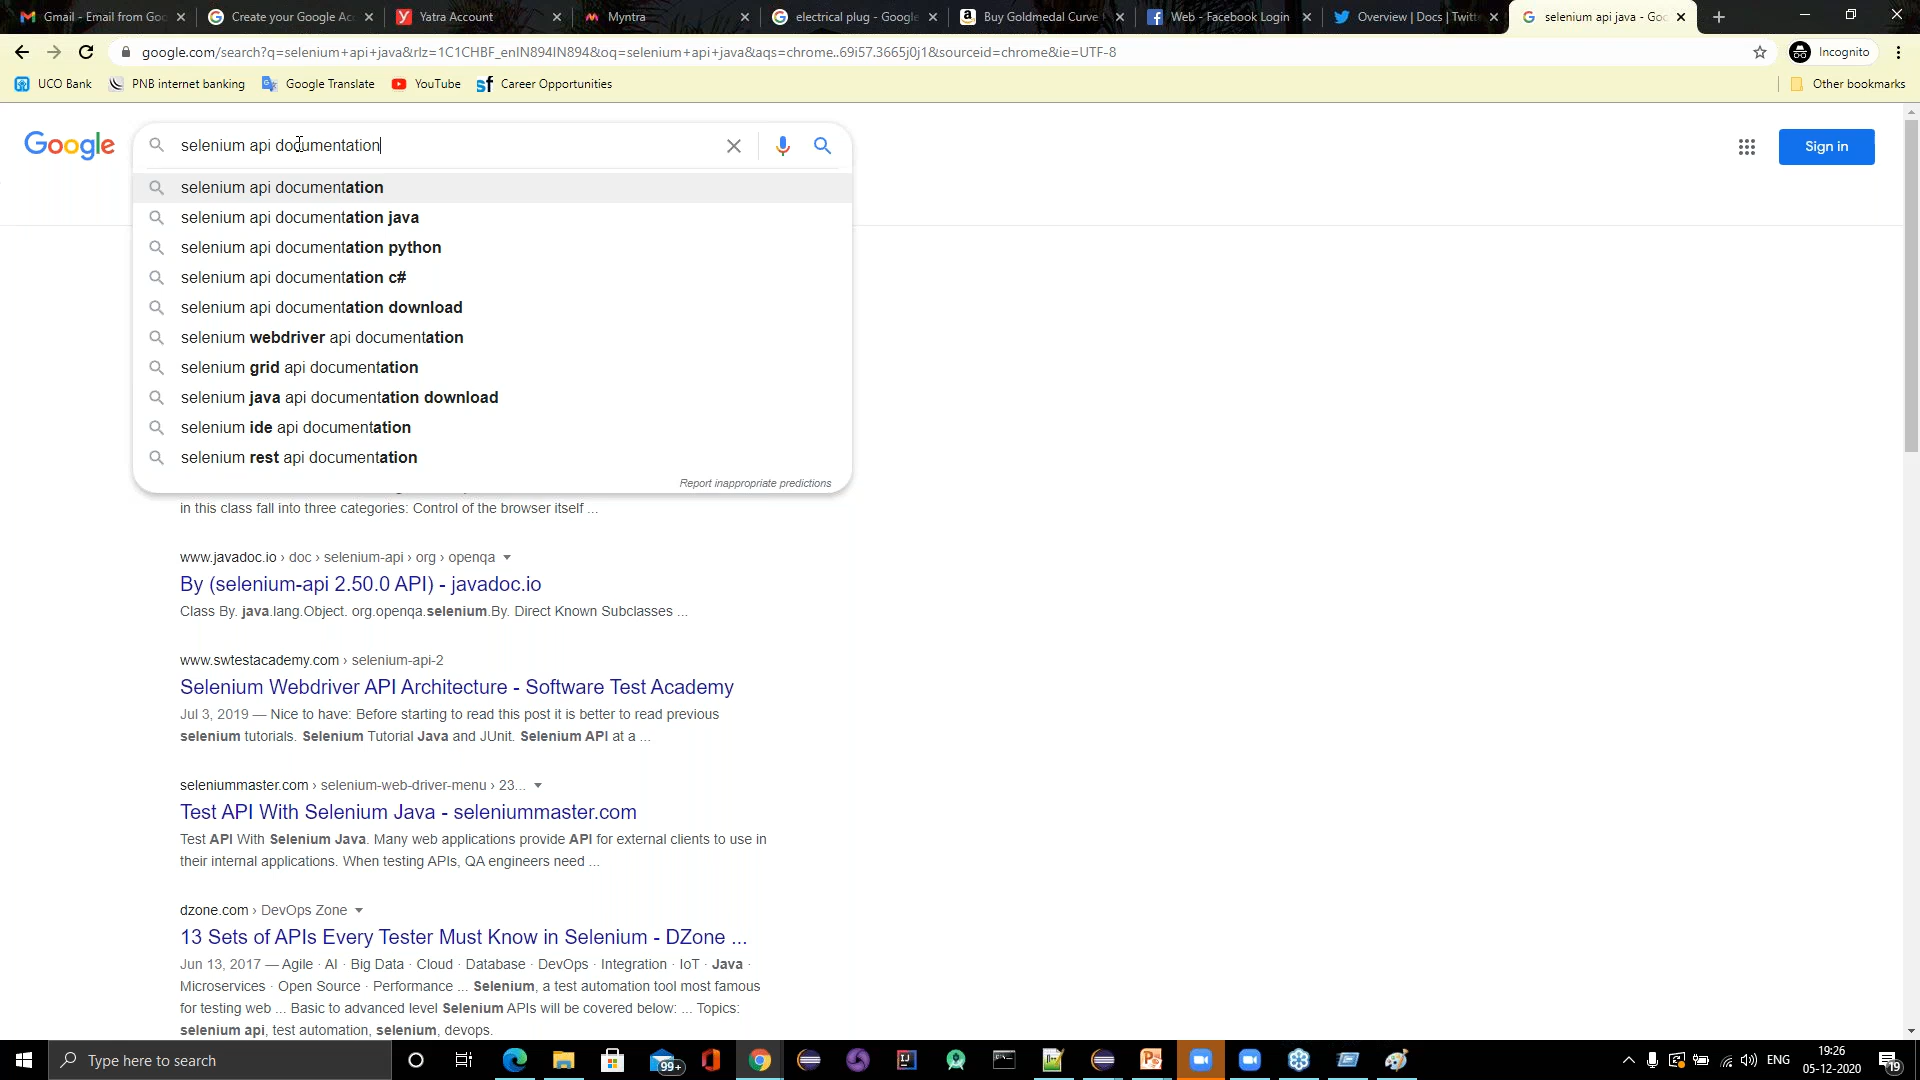 Gmail - Email from Goo
Create your Google Ac
Yatra Account
Myntra
electrical plug - Google
Buy Goldmedal Curve
Web - Facebook Login
Overview | Docs | Twitt
selenium api java - Goo
google.com/search?q=selenium+api+java&rlz=1C1CHBF_enIN894IN894&oq=selenium+api+java&aqs=chrome..69i57.3665j0j1&sourceid=chrome&ie=UTF-8
Incognito
UCO Bank
PNB internet banking
Google Translate
YouTube
Career Opportunities
Other bookmarks
Google
selenium api documentation
Sign in
selenium api documentation
selenium api documentation java
selenium api documentation python
selenium api documentation c#
selenium api documentation download
selenium webdriver api documentation
selenium grid api documentation
selenium java api documentation download
selenium ide api documentation
selenium rest api documentation
Report inappropriate predictions
in this class fall into three categories: Control of the browser itself ...
www.javadoc.io › doc › selenium-api › org › openqa
By (selenium-api 2.50.0 API) - javadoc.io
Class By. java.lang.Object. org.openqa.selenium.By. Direct Known Subclasses ...
www.swtestacademy.com › selenium-api-2
Selenium Webdriver API Architecture - Software Test Academy
Jul 3, 2019 — Nice to have: Before starting to read this post it is better to read previous
selenium tutorials. Selenium Tutorial Java and JUnit. Selenium API at a ...
seleniummaster.com › selenium-web-driver-menu › 23...
Test API With Selenium Java - seleniummaster.com
Test API With Selenium Java. Many web applications provide API for external clients to use in
their internal applications. When testing APIs, QA engineers need ...
dzone.com › DevOps Zone
13 Sets of APIs Every Tester Must Know in Selenium - DZone ...
Jun 13, 2017 — Agile · AI · Big Data · Cloud · Database · DevOps · Integration · IoT · Java ·
Microservices · Open Source · Performance ... Selenium, a test automation tool most famous
for testing web ... Basic to advanced level Selenium APIs will be covered below: ... Topics:
selenium api, test automation, selenium, devops.
Type here to search
99+
ENG
19:26
05-12-2020
19